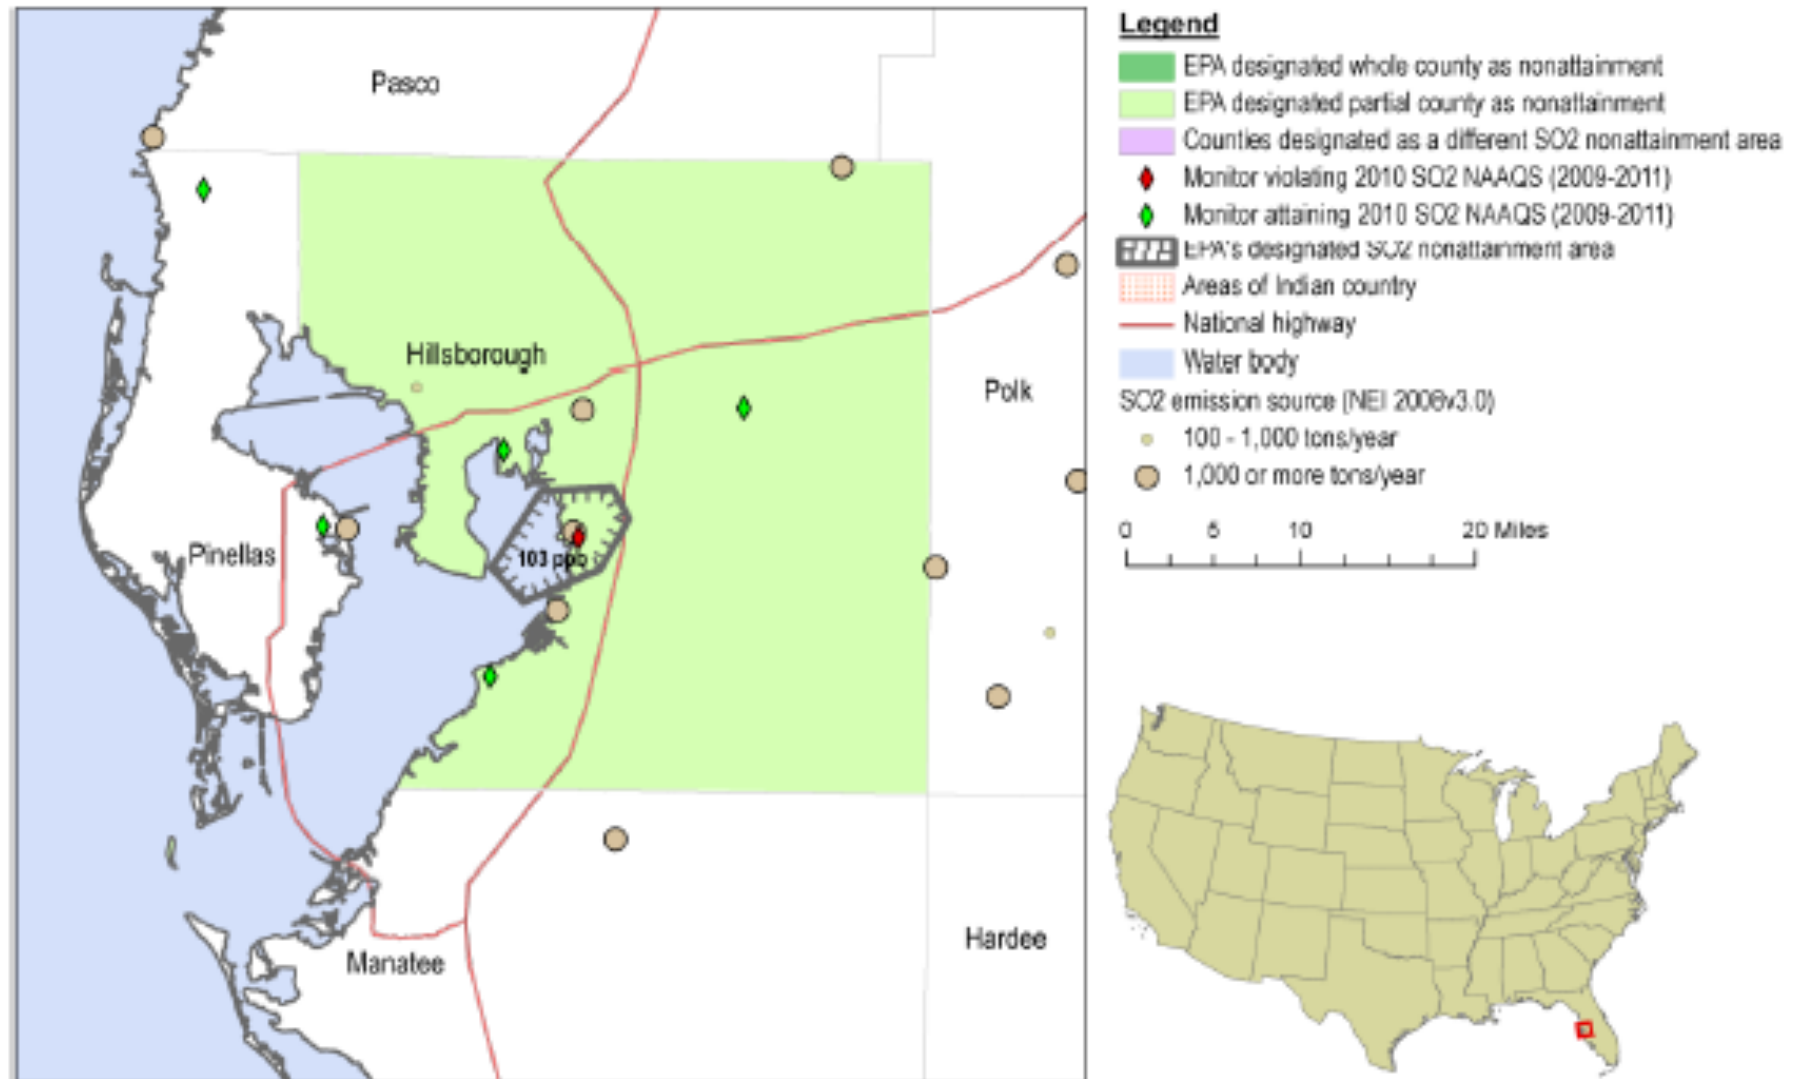 Pasco
Hillsborough
Polk
Pinellas
103 ppb
Manatee
Hardee
Legend
EPA designated whole county as nonattainment
EPA designated partial county as nonattainment
Counties designated as a different SO2 nonattainment area
Monitor violating 2010 SO2 NAAQS (2009-2011)
Monitor attaining 2010 SO2 NAAQS (2009-2011)
EPA's designated SO2 nonattainment area
Areas of Indian country
National highway
Water body
SO2 emission source (NEI 2008v3.0)
100 - 1,000 tons/year
1,000 or more tons/year
0 5 10 20 Miles